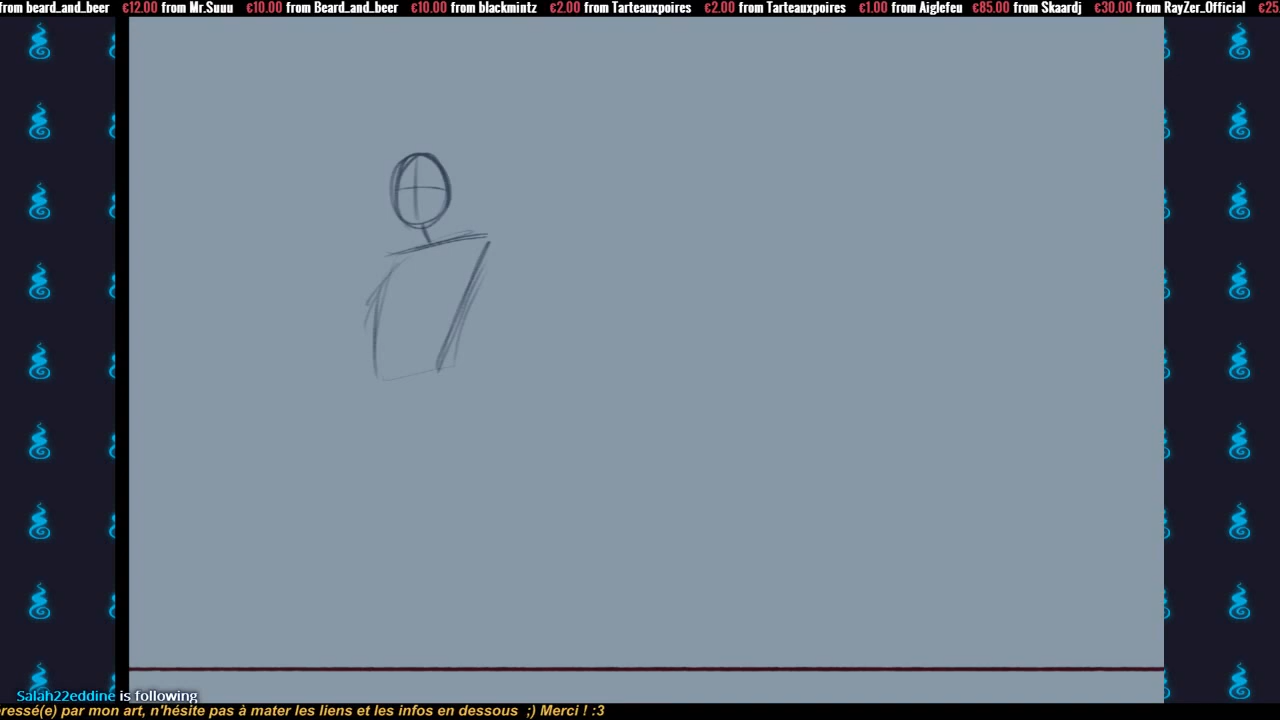 from beard_and_beer €12.00 from Mr.Suuu €10.00 from Beard_and_beer €10.00 from blackmintz €2.00 from Tarteauxpoires €2.00 from Tarteauxpoires €1.00 from Aiglefeu €85.00 from Skaardj €30.00 from RayZer_Official €25.
Salah22eddine is following
éressé(e) par mon art, n'hésite pas à mater les liens et les infos en dessous ;) Merci ! :3